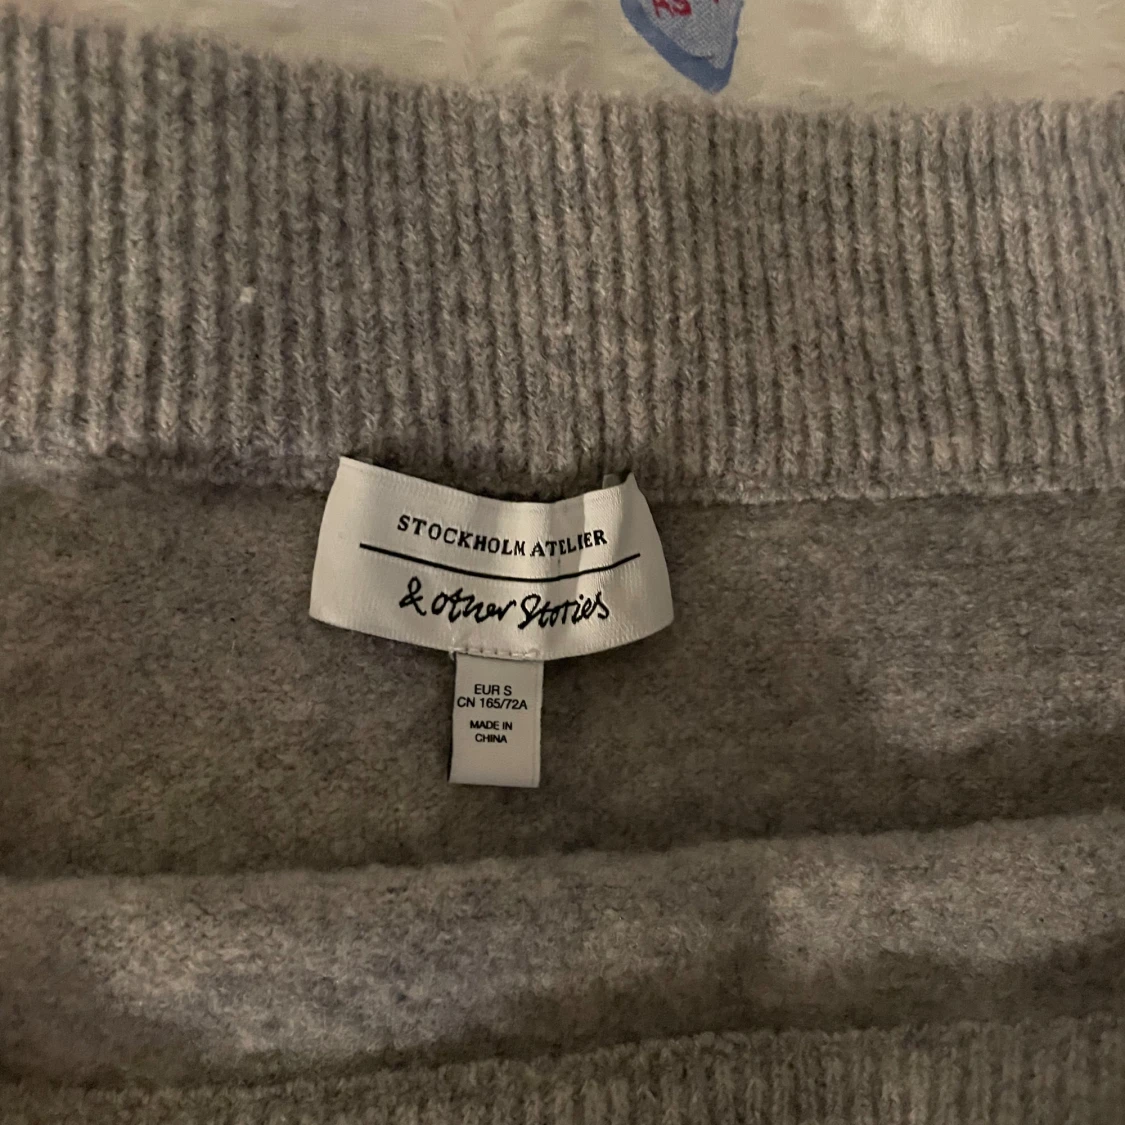 STOCKHOLM ATELIER
& other Stories
EUR S
CN 165/72A
MADE IN
CHINA